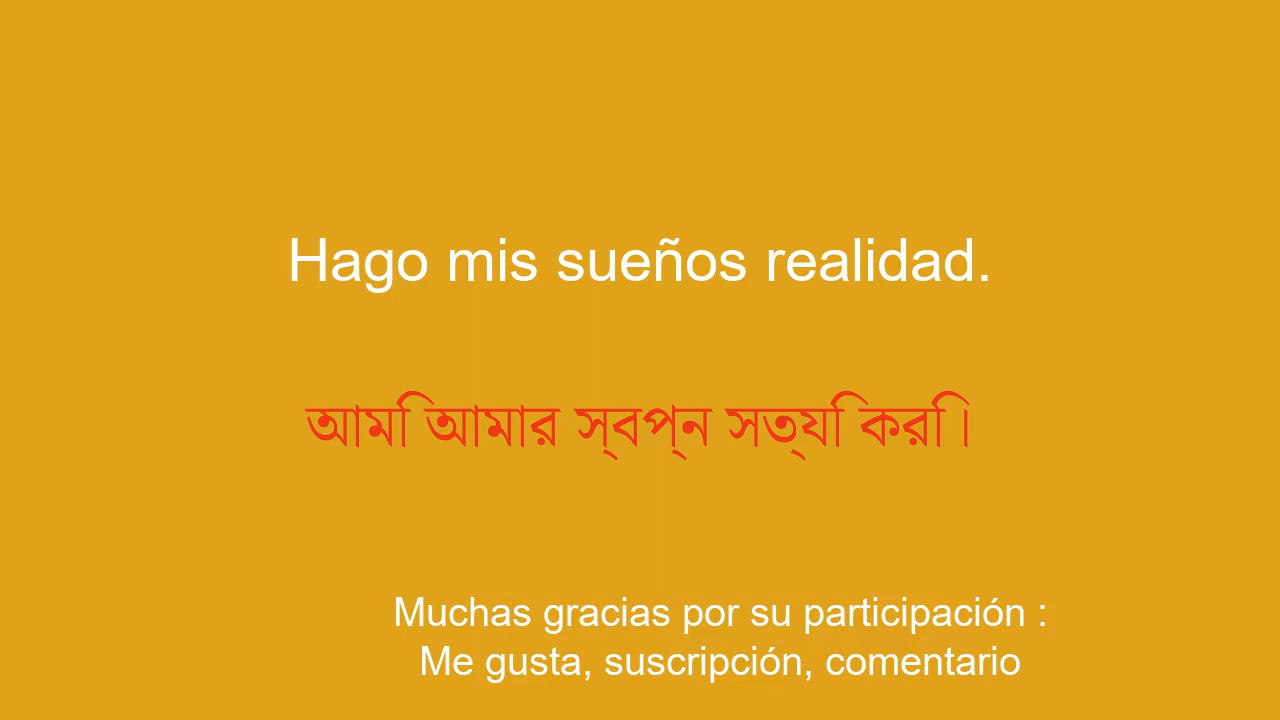 Hago mis sueños realidad.
আমি আমার স্বপ্ন সত্যি করি।
Muchas gracias por su participación :
Me gusta, suscripción, comentario